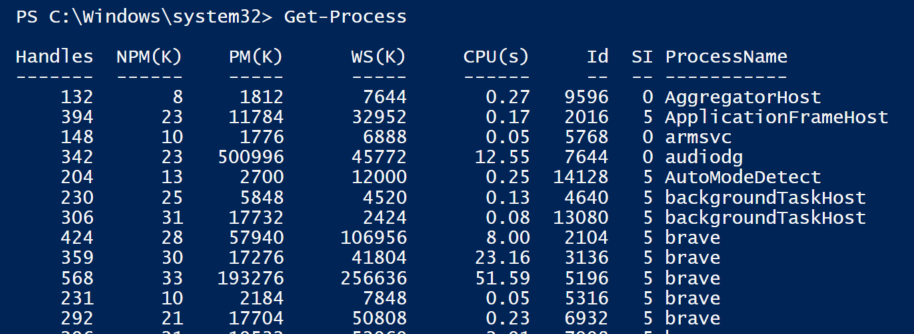 PS C:\Windows\system32> Get-Process
Handles NPM(K) PM(K) WS(K) CPU(s) Id SI ProcessName
------- ------ ----- ----- ------ -- -- -----------
132 8 1812 7644 0.27 9596 0 AggregatorHost
394 23 11784 32952 0.17 2016 5 ApplicationFrameHost
148 10 1776 6888 0.05 5768 0 armsvc
342 23 500996 45772 12.55 7644 0 audiodg
204 13 2700 12000 0.25 14128 5 AutoModeDetect
230 25 5848 4520 0.13 4640 5 backgroundTaskHost
306 31 17732 2424 0.08 13080 5 backgroundTaskHost
424 28 57940 106956 8.00 2104 5 brave
359 30 17276 41804 23.16 3136 5 brave
568 33 193276 256636 51.59 5196 5 brave
231 10 2184 7848 0.05 5316 5 brave
292 21 17704 50808 0.23 6932 5 brave